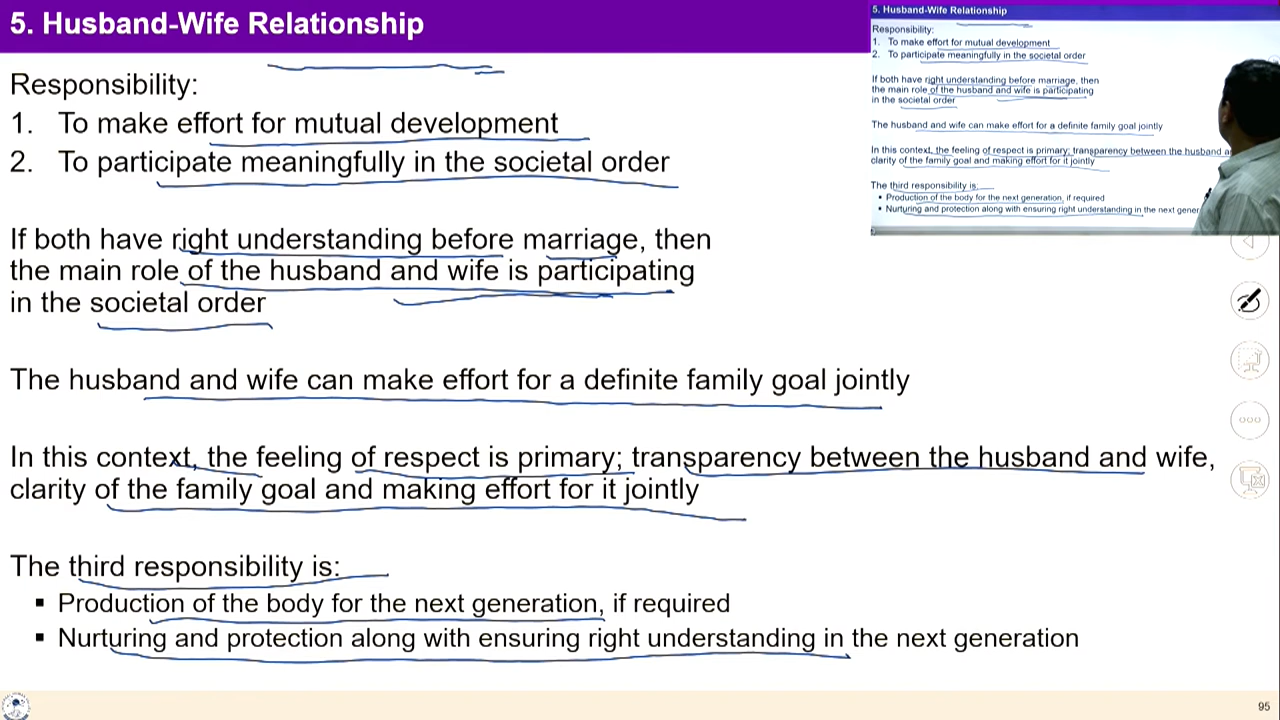 5. Husband-Wife Relationship
Responsibility:
1. To make effort for mutual development
2. To participate meaningfully in the societal order
If both have right understanding before marriage, then
the main role of the husband and wife is participating
in the societal order
The husband and wife can make effort for a definite family goal jointly
In this context, the feeling of respect is primary; transparency between the husband and wife,
clarity of the family goal and making effort for it jointly
The third responsibility is:
▪ Production of the body for the next generation, if required
▪ Nurturing and protection along with ensuring right understanding in the next generation
95
5. Husband-Wife Relationship
Responsibility:
1. To make effort for mutual development
2. To participate meaningfully in the societal order
If both have right understanding before marriage, then
the main role of the husband and wife is participating
in the societal order
The husband and wife can make effort for a definite family goal jointly
In this context, the feeling of respect is primary; transparency between the husband
clarity of the family goal and making effort for it jointly
The third responsibility is:
▪ Production of the body for the next generation, if required
▪ Nurturing and protection along with ensuring right understanding in the next